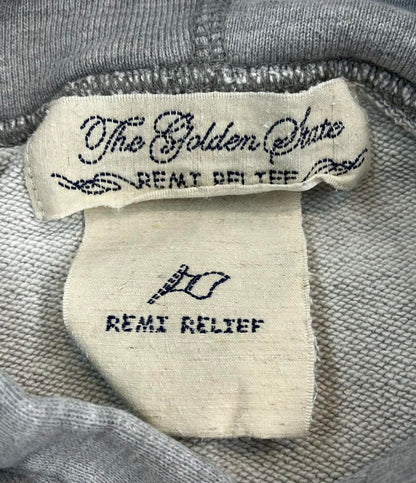 The Golden State
REMI RELIEF
REMI RELIEF